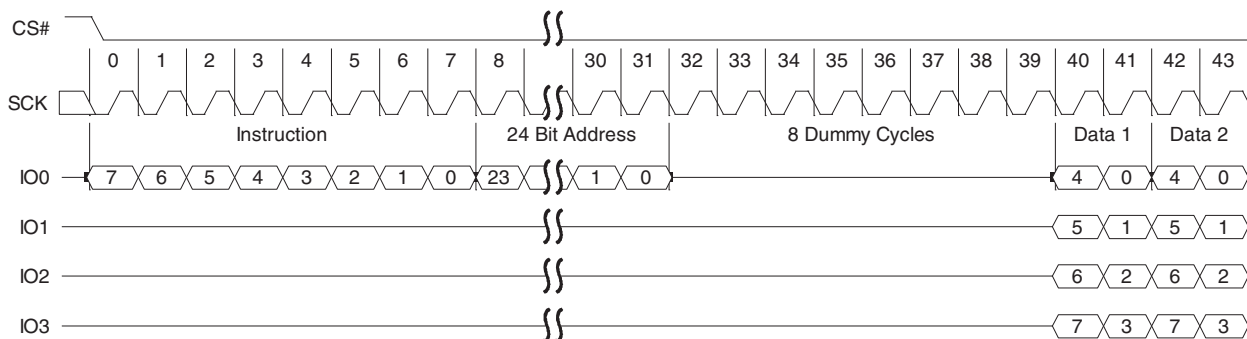 CS#
0 1 2 3 4 5 6 7 8 30 31 32 33 34 35 36 37 38 39 40 41 42 43
SCK
Instruction 24 Bit Address 8 Dummy Cycles Data 1 Data 2
IO0 7 6 5 4 3 2 1 0 23 1 0 4 0 4 0
IO1 5 1 5 1
IO2 6 2 6 2
IO3 7 3 7 3